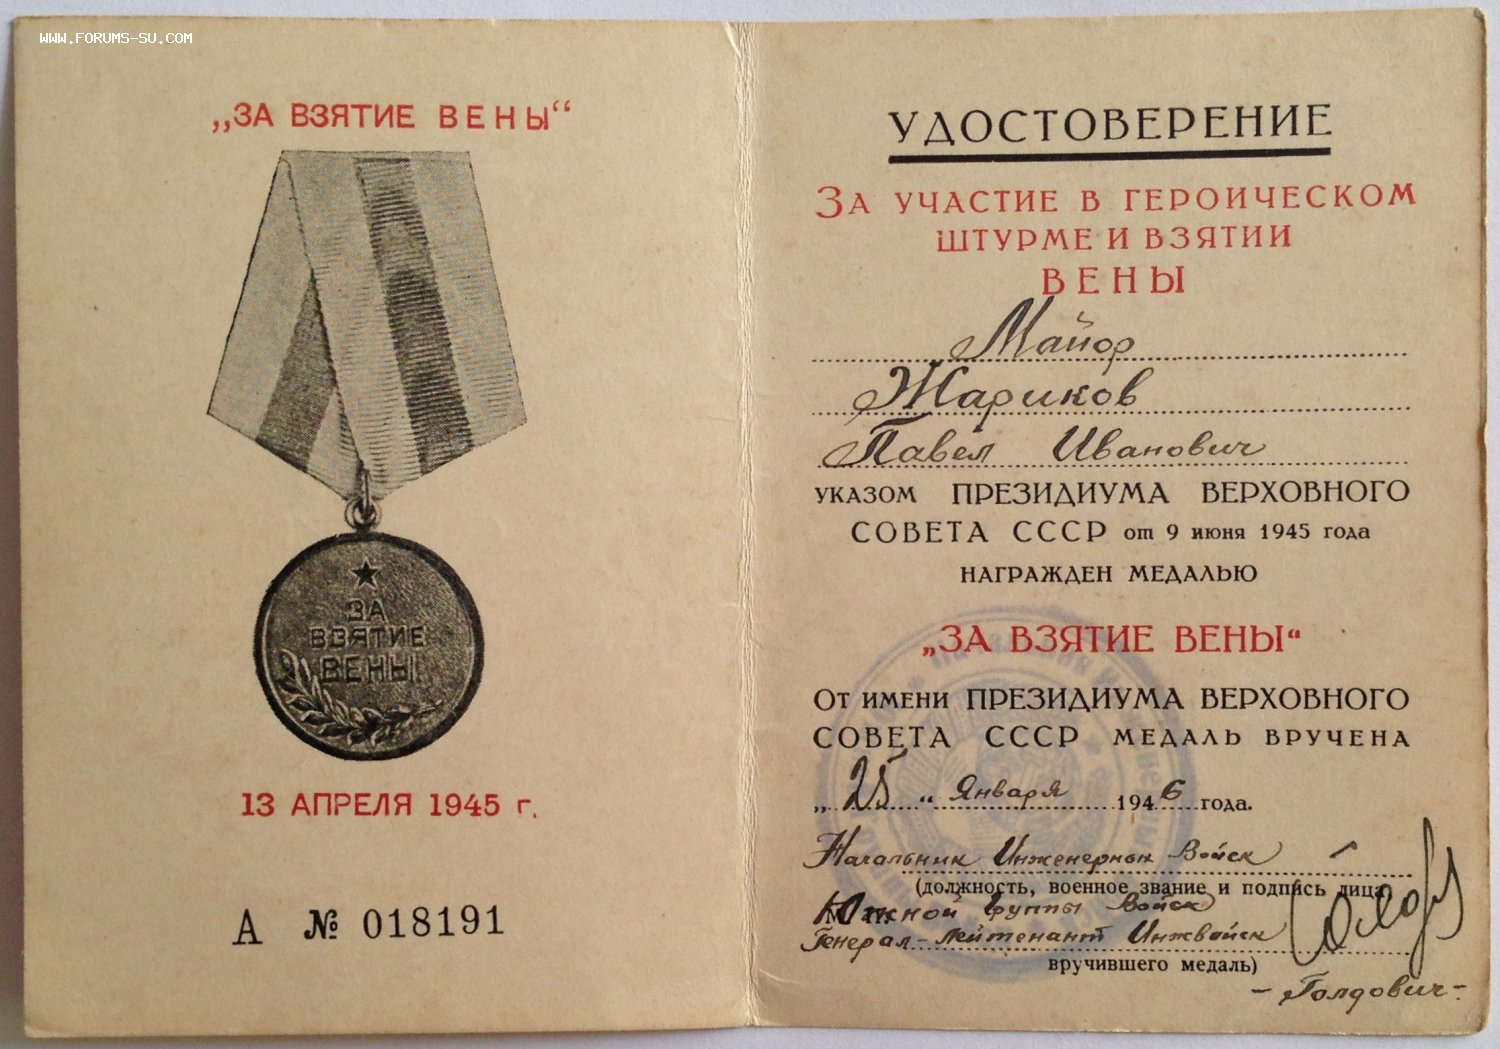 WWW.FORUMS-SU.COM
„ЗА ВЗЯТИЕ ВЕНЫ“
ЗА
ВЗЯТИЕ
ВЕНЫ
13 АПРЕЛЯ 1945 г.
А № 018191
УДОСТОВЕРЕНИЕ
ЗА УЧАСТИЕ В ГЕРОИЧЕСКОМ
ШТУРМЕ И ВЗЯТИИ
ВЕНЫ
Майор
Жариков
Павел Иванович
УКАЗОМ ПРЕЗИДИУМА ВЕРХОВНОГО
СОВЕТА СССР от 9 июня 1945 года
НАГРАЖДЕН МЕДАЛЬЮ
„ЗА ВЗЯТИЕ ВЕНЫ“
ОТ ИМЕНИ ПРЕЗИДИУМА ВЕРХОВНОГО
СОВЕТА СССР МЕДАЛЬ ВРУЧЕНА
„25“ Января 1946 года.
Начальник Инженерных Войск
(должность, военное звание и подпись лица,
Южной Группы Войск
Генерал-лейтенант Инжвойск
вручившего медаль)
- Голдович -